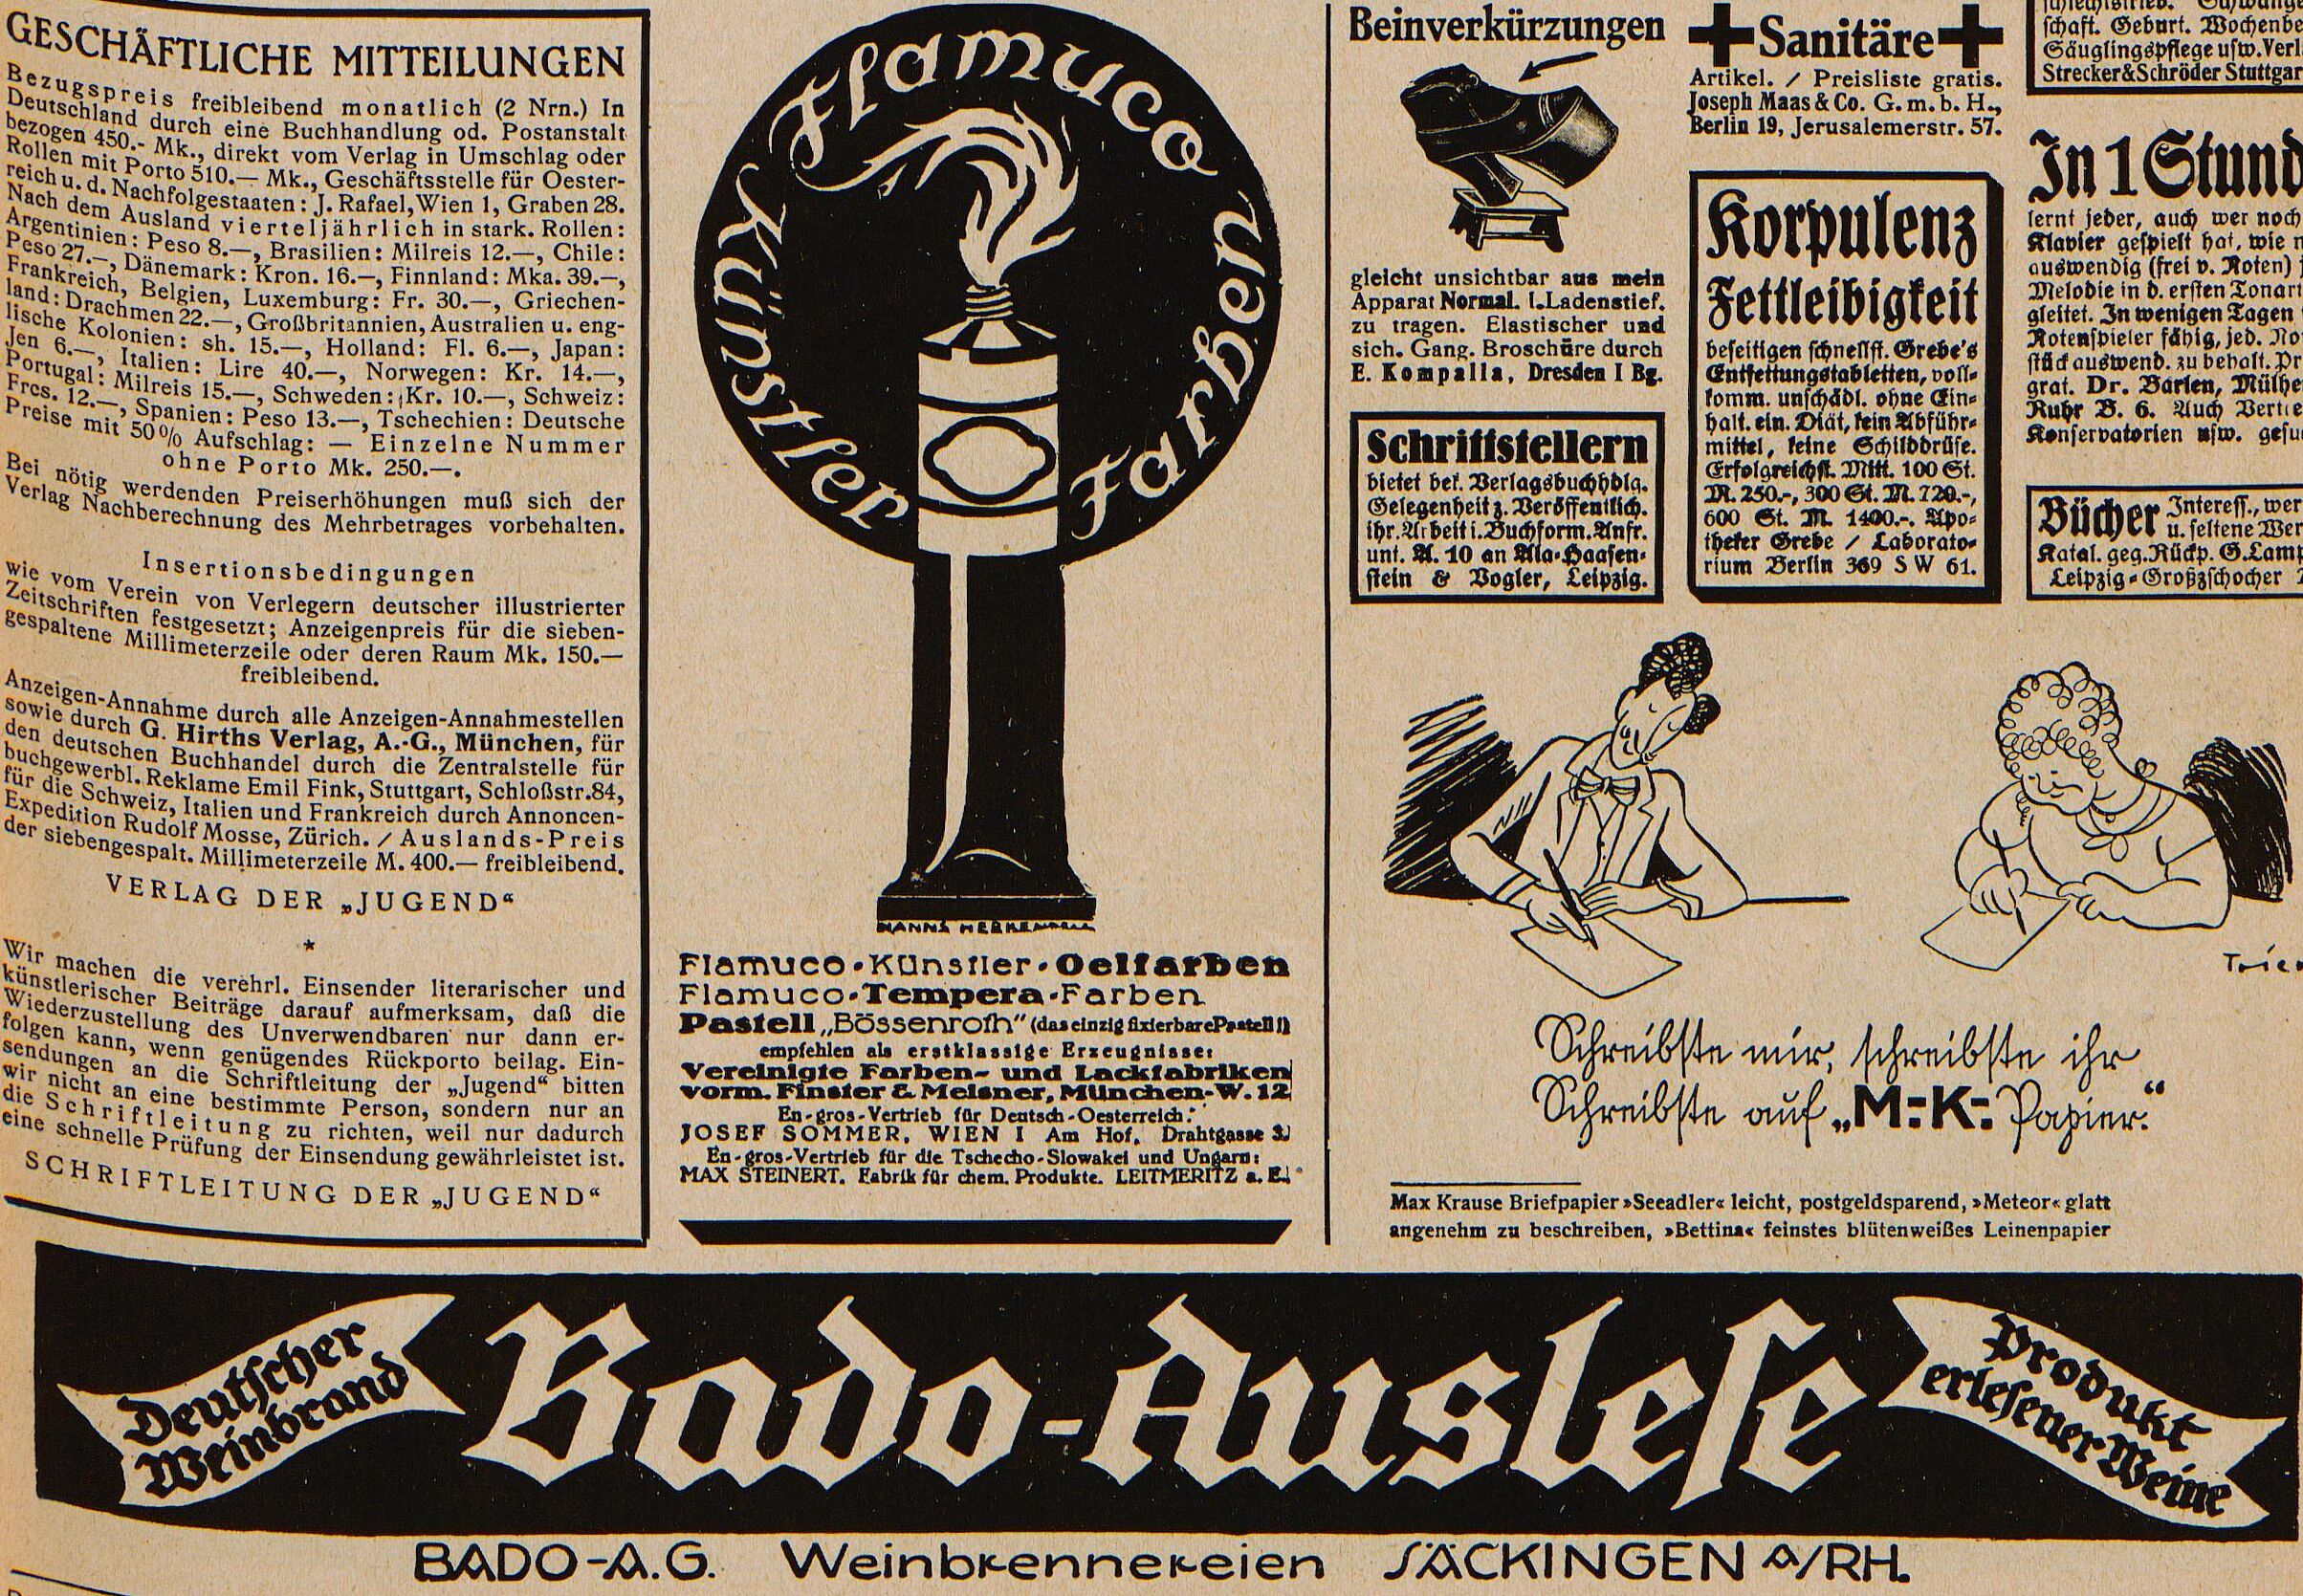 GESCHÄFTLICHE MITTEILUNGEN
Bezugspreis freibleibend monatlich (2 Nrn.) In
Deutschland durch eine Buchhandlung od. Postanstalt
bezogen 450.- Mk., direkt vom Verlag in Umschlag oder
Rollen mit Porto 510.— Mk., Geschäftsstelle für Oester-
reich u. d. Nachfolgestaaten: J. Rafael, Wien 1, Graben 28.
Nach dem Ausland vierteljährlich in stark. Rollen:
Argentinien: Peso 8.—, Brasilien: Milreis 12.—, Chile:
Peso 27.—, Dänemark: Kron. 16.—, Finnland: Mka. 39.—,
Frankreich, Belgien, Luxemburg: Fr. 30.—, Griechen-
land: Drachmen 22.—, Großbritannien, Australien u. eng-
lische Kolonien: sh. 15.—, Holland: Fl. 6.—, Japan:
Jen 6.—, Italien: Lire 40.—, Norwegen: Kr. 14.—,
Portugal: Milreis 15.—, Schweden: Kr. 10.—, Schweiz:
Frcs. 12.—, Spanien: Peso 13.—, Tschechien: Deutsche
Preise mit 50% Aufschlag: — Einzelne Nummer
ohne Porto Mk. 250.—.
Bei nötig werdenden Preiserhöhungen muß sich der
Verlag Nachberechnung des Mehrbetrages vorbehalten.
Insertionsbedingungen
wie vom Verein von Verlegern deutscher illustrierter
Zeitschriften festgesetzt; Anzeigenpreis für die sieben-
gespaltene Millimeterzeile oder deren Raum Mk. 150.—
freibleibend.
Anzeigen-Annahme durch alle Anzeigen-Annahmestellen
sowie durch G. Hirths Verlag, A.-G., München, für
den deutschen Buchhandel durch die Zentralstelle für
buchgewerbl. Reklame Emil Fink, Stuttgart, Schloßstr. 84,
für die Schweiz, Italien und Frankreich durch Annoncen-
Expedition Rudolf Mosse, Zürich. / Auslands-Preis
der siebengespalt. Millimeterzeile M. 400.— freibleibend.
VERLAG DER „JUGEND“
*
Wir machen die verehrl. Einsender literarischer und
künstlerischer Beiträge darauf aufmerksam, daß die
Wiederzustellung des Unverwendbaren nur dann er-
folgen kann, wenn genügendes Rückporto beilag. Ein-
sendungen an die Schriftleitung der „Jugend“ bitten
wir nicht an eine bestimmte Person, sondern nur an
die Schriftleitung zu richten, weil nur dadurch
eine schnelle Prüfung der Einsendung gewährleistet ist.
SCHRIFTLEITUNG DER „JUGEND“
Flamuco
Künstler
Farben
HANNS HERKENDELL
Flamuco-Künstler-Oelfarben
Flamuco-Tempera-Farben
Pastell „Bössenroth“ (das einzig fixierbare Pastell!)
empfehlen als erstklassige Erzeugnisse:
Vereinigte Farben- und Lackfabriken
vorm. Finster & Meisner, München-W. 12
En-gros-Vertrieb für Deutsch-Oesterreich:
JOSEF SOMMER, WIEN I Am Hof, Drahtgasse 3.
En-gros-Vertrieb für die Tschecho-Slowakei und Ungarn:
MAX STEINERT. Fabrik für chem. Produkte. LEITMERITZ a. E.
Beinverkürzungen
gleicht unsichtbar aus mein
Apparat Normal. I. Ladenstief.
zu tragen. Elastischer und
sich. Gang. Broschüre durch
E. Kompalla, Dresden I Bg.
Schriftstellern
bietet bek. Verlagsbuchhdlg.
Gelegenheit z. Veröffentlich.
ihr. Arbeit i. Buchform. Anfr.
unt. A. 10 an Ala-Haasen-
stein & Vogler, Leipzig.
Sanitäre
Artikel. / Preisliste gratis.
Joseph Maas & Co. G. m. b. H.,
Berlin 19, Jerusalemerstr. 57.
Korpulenz
Fettleibigkeit
beseitigen schnellst. Grebe's
Entfettungstabletten, voll-
komm. unschädl. ohne Ein-
halt. ein. Diät, kein Abführ-
mittel, keine Schilddrüse.
Erfolgreichst. Mitt. 100 St.
M. 250.-, 300 St. M. 720.-,
600 St. M. 1400.-. Apo-
theker Grebe / Laborato-
rium Berlin 369 SW 61.
schaft. Geburt. Wochenbe
Säuglingspflege usw. Verl.
Strecker & Schröder Stuttgar
In 1 Stund
lernt jeder, auch wer noch
Klavier gespielt hat, wie n
auswendig (frei v. Noten) j
Melodie in d. ersten Tonart
gleitet. In wenigen Tagen
Notenspieler fähig, jed. No
stück auswend. zu behalt. Pr
grat. Dr. Barlen, Mülhe
Ruhr B. 6. Auch Vertre
Konservatorien usw. gesu
Bücher Interess., wer
u. seltene Wer
Katal. geg. Rückp. G. Lamp
Leipzig-Großzschocher
Trier
Schreibste mir, schreibste ihr
Schreibste auf „M.-K.-Papier.“
Max Krause Briefpapier »Seeadler« leicht, postgeldsparend, »Meteor« glatt
angenehm zu beschreiben, »Bettina« feinstes blütenweißes Leinenpapier
Deutscher
Weinbrand
Bado-Auslese
Produkt
erlesener Weine
BADO-A.G. Weinbrennereien SÄCKINGEN a/RH.